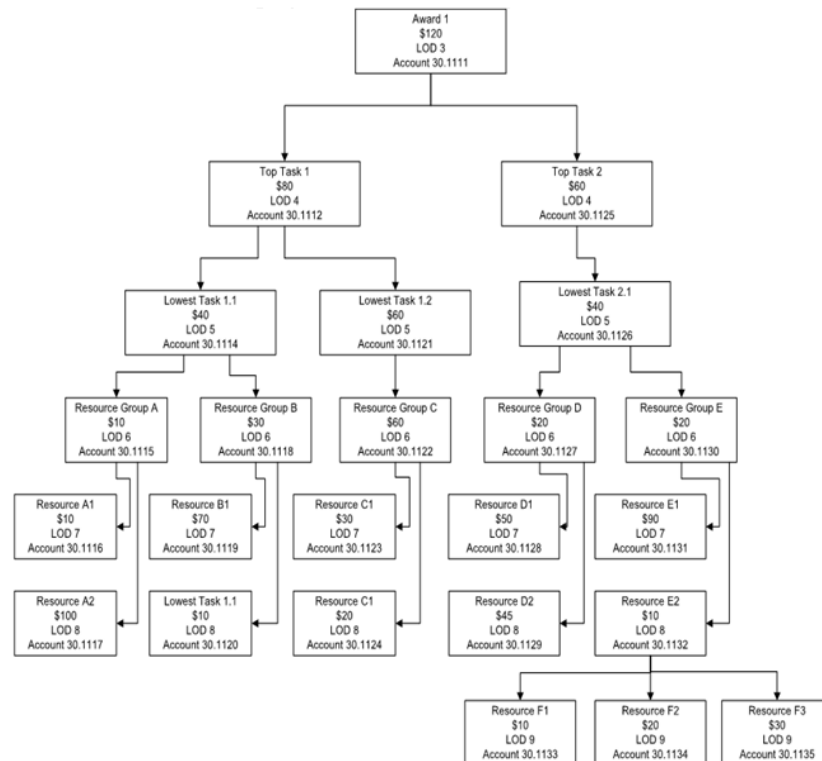 Award 1
$120
LOD 3
Account 30.1111
Top Task 1
$80
LOD 4
Account 30.1112
Top Task 2
$60
LOD 4
Account 30.1125
Lowest Task 1.1
$40
LOD 5
Account 30.1114
Lowest Task 1.2
$60
LOD 5
Account 30.1121
Lowest Task 2.1
$40
LOD 5
Account 30.1126
Resource Group A
$10
LOD 6
Account 30.1115
Resource Group B
$30
LOD 6
Account 30.1118
Resource Group C
$60
LOD 6
Account 30.1122
Resource Group D
$20
LOD 6
Account 30.1127
Resource Group E
$20
LOD 6
Account 30.1130
Resource A1
$10
LOD 7
Account 30.1116
Resource B1
$70
LOD 7
Account 30.1119
Resource C1
$30
LOD 7
Account 30.1123
Resource D1
$50
LOD 7
Account 30.1128
Resource E1
$90
LOD 7
Account 30.1131
Resource A2
$100
LOD 8
Account 30.1117
Lowest Task 1.1
$10
LOD 8
Account 30.1120
Resource C1
$20
LOD 8
Account 30.1124
Resource D2
$45
LOD 8
Account 30.1129
Resource E2
$10
LOD 8
Account 30.1132
Resource F1
$10
LOD 9
Account 30.1133
Resource F2
$20
LOD 9
Account 30.1134
Resource F3
$30
LOD 9
Account 30.1135